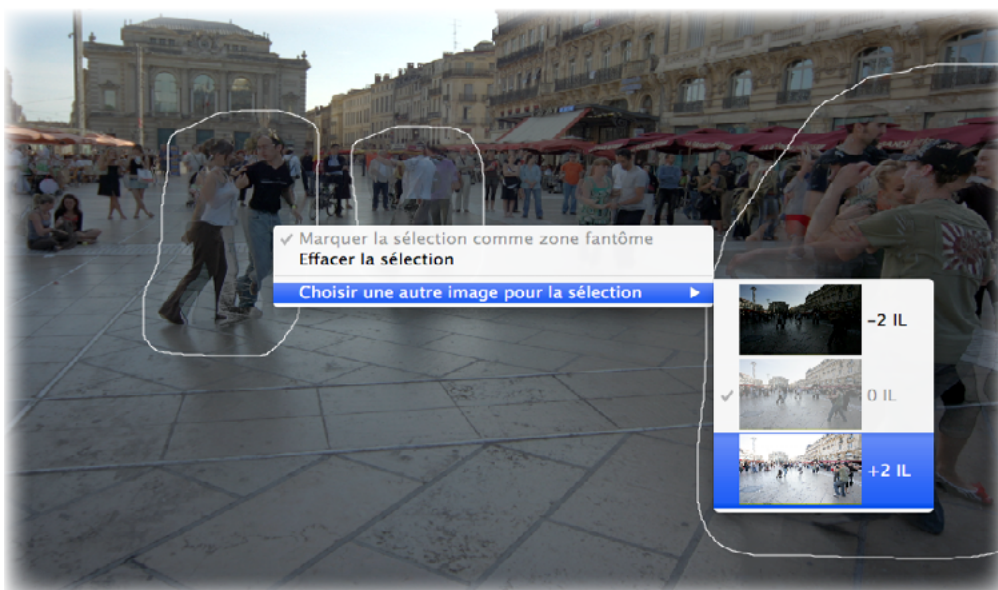 Marquer la sélection comme zone fantôme
Effacer la sélection
Choisir une autre image pour la sélection
-2 IL
0 IL
+2 IL